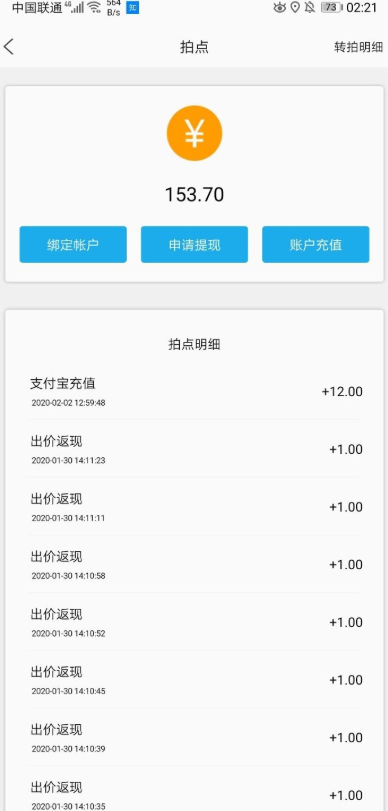 中国联通 4G 564 B/s 知 73 02:21
拍点 转拍明细
¥
153.70
绑定帐户 申请提现 账户充值
拍点明细
支付宝充值 +12.00
2020-02-02 12:59:48
出价返现 +1.00
2020-01-30 14:11:23
出价返现 +1.00
2020-01-30 14:11:11
出价返现 +1.00
2020-01-30 14:10:58
出价返现 +1.00
2020-01-30 14:10:52
出价返现 +1.00
2020-01-30 14:10:45
出价返现 +1.00
2020-01-30 14:10:39
出价返现 +1.00
2020-01-30 14:10:35